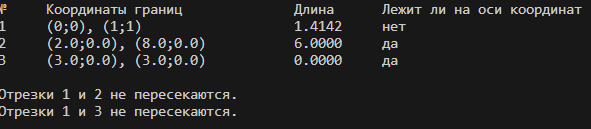 № Координаты границ Длина Лежит ли на оси координат
1 (0;0), (1;1) 1.4142 нет
2 (2.0;0.0), (8.0;0.0) 6.0000 да
3 (3.0;0.0), (3.0;0.0) 0.0000 да
Отрезки 1 и 2 не пересекаются.
Отрезки 1 и 3 не пересекаются.